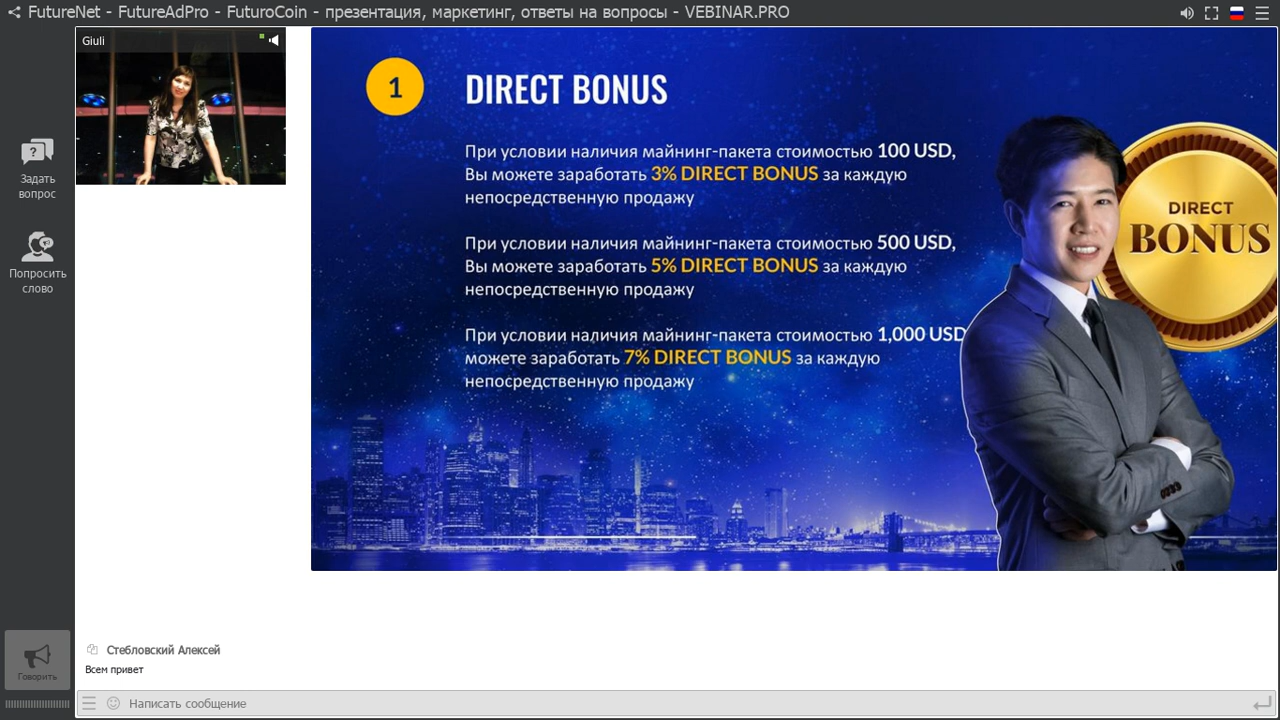 FutureNet - FutureAdPro - FuturoCoin - презентация, маркетинг, ответы на вопросы - VEBINAR.PRO
Giuli
Задать
вопрос
Попросить
слово
1
DIRECT BONUS
При условии наличия майнинг-пакета стоимостью 100 USD,
Вы можете заработать 3% DIRECT BONUS за каждую
непосредственную продажу
При условии наличия майнинг-пакета стоимостью 500 USD,
Вы можете заработать 5% DIRECT BONUS за каждую
непосредственную продажу
При условии наличия майнинг-пакета стоимостью 1,000 USD
можете заработать 7% DIRECT BONUS за каждую
непосредственную продажу
DIRECT
BONUS
Стебловский Алексей
Всем привет
Говорить
Написать сообщение